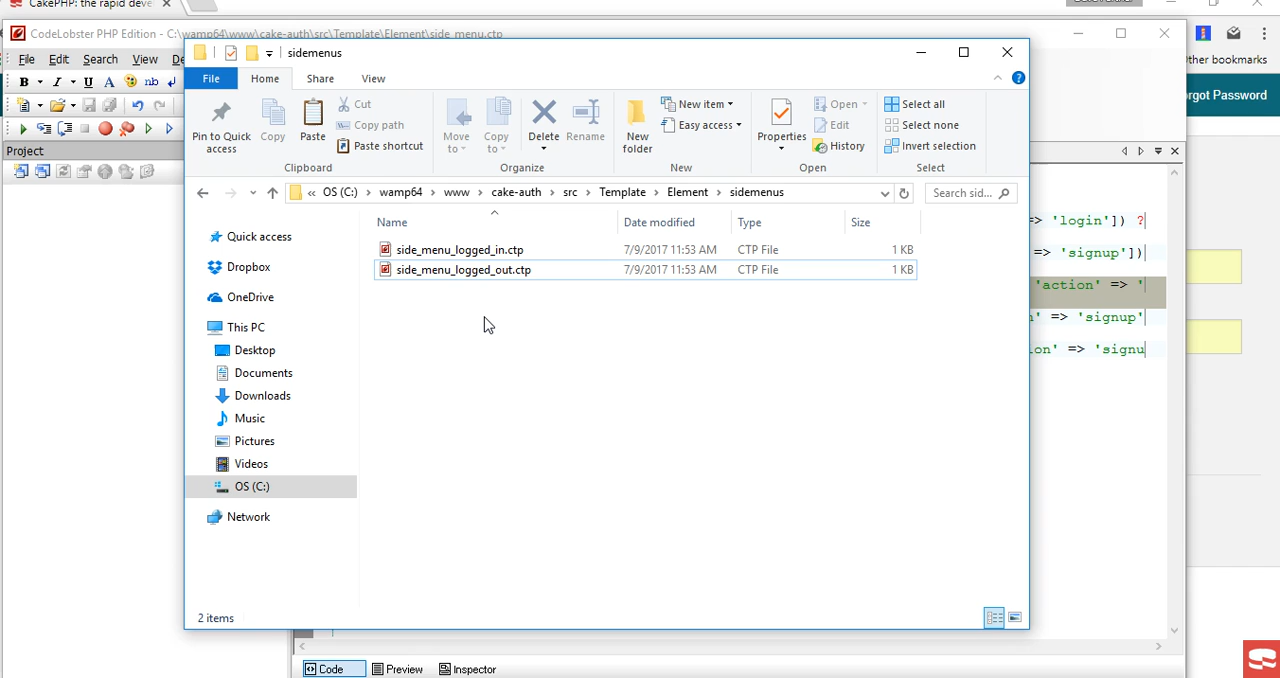 CakePHP: the rapid deve
CodeLobster PHP Edition - C:\wamp64\www\cake-auth\src\Template\Element\side_menu.ctp
sidemenus
File Edit Search View De
File Home Share View
ther bookmarks
B I U A nb
Cut
Copy path
Paste shortcut
Pin to Quick access
Copy
Paste
Move to
Copy to
Delete
Rename
New folder
New item
Easy access
Properties
Open
Edit
History
Select all
Select none
Invert selection
Clipboard Organize New Open Select
orgot Password
Project
« OS (C:) › wamp64 › www › cake-auth › src › Template › Element › sidemenus
Search sid...
Name Date modified Type Size
side_menu_logged_in.ctp 7/9/2017 11:53 AM CTP File 1 KB
side_menu_logged_out.ctp 7/9/2017 11:53 AM CTP File 1 KB
Quick access
Dropbox
OneDrive
This PC
Desktop
Documents
Downloads
Music
Pictures
Videos
OS (C:)
Network
=> 'login']) ?
=> 'signup'])
'action' => '
' => 'signup'
ion' => 'signu
2 items
Code Preview Inspector